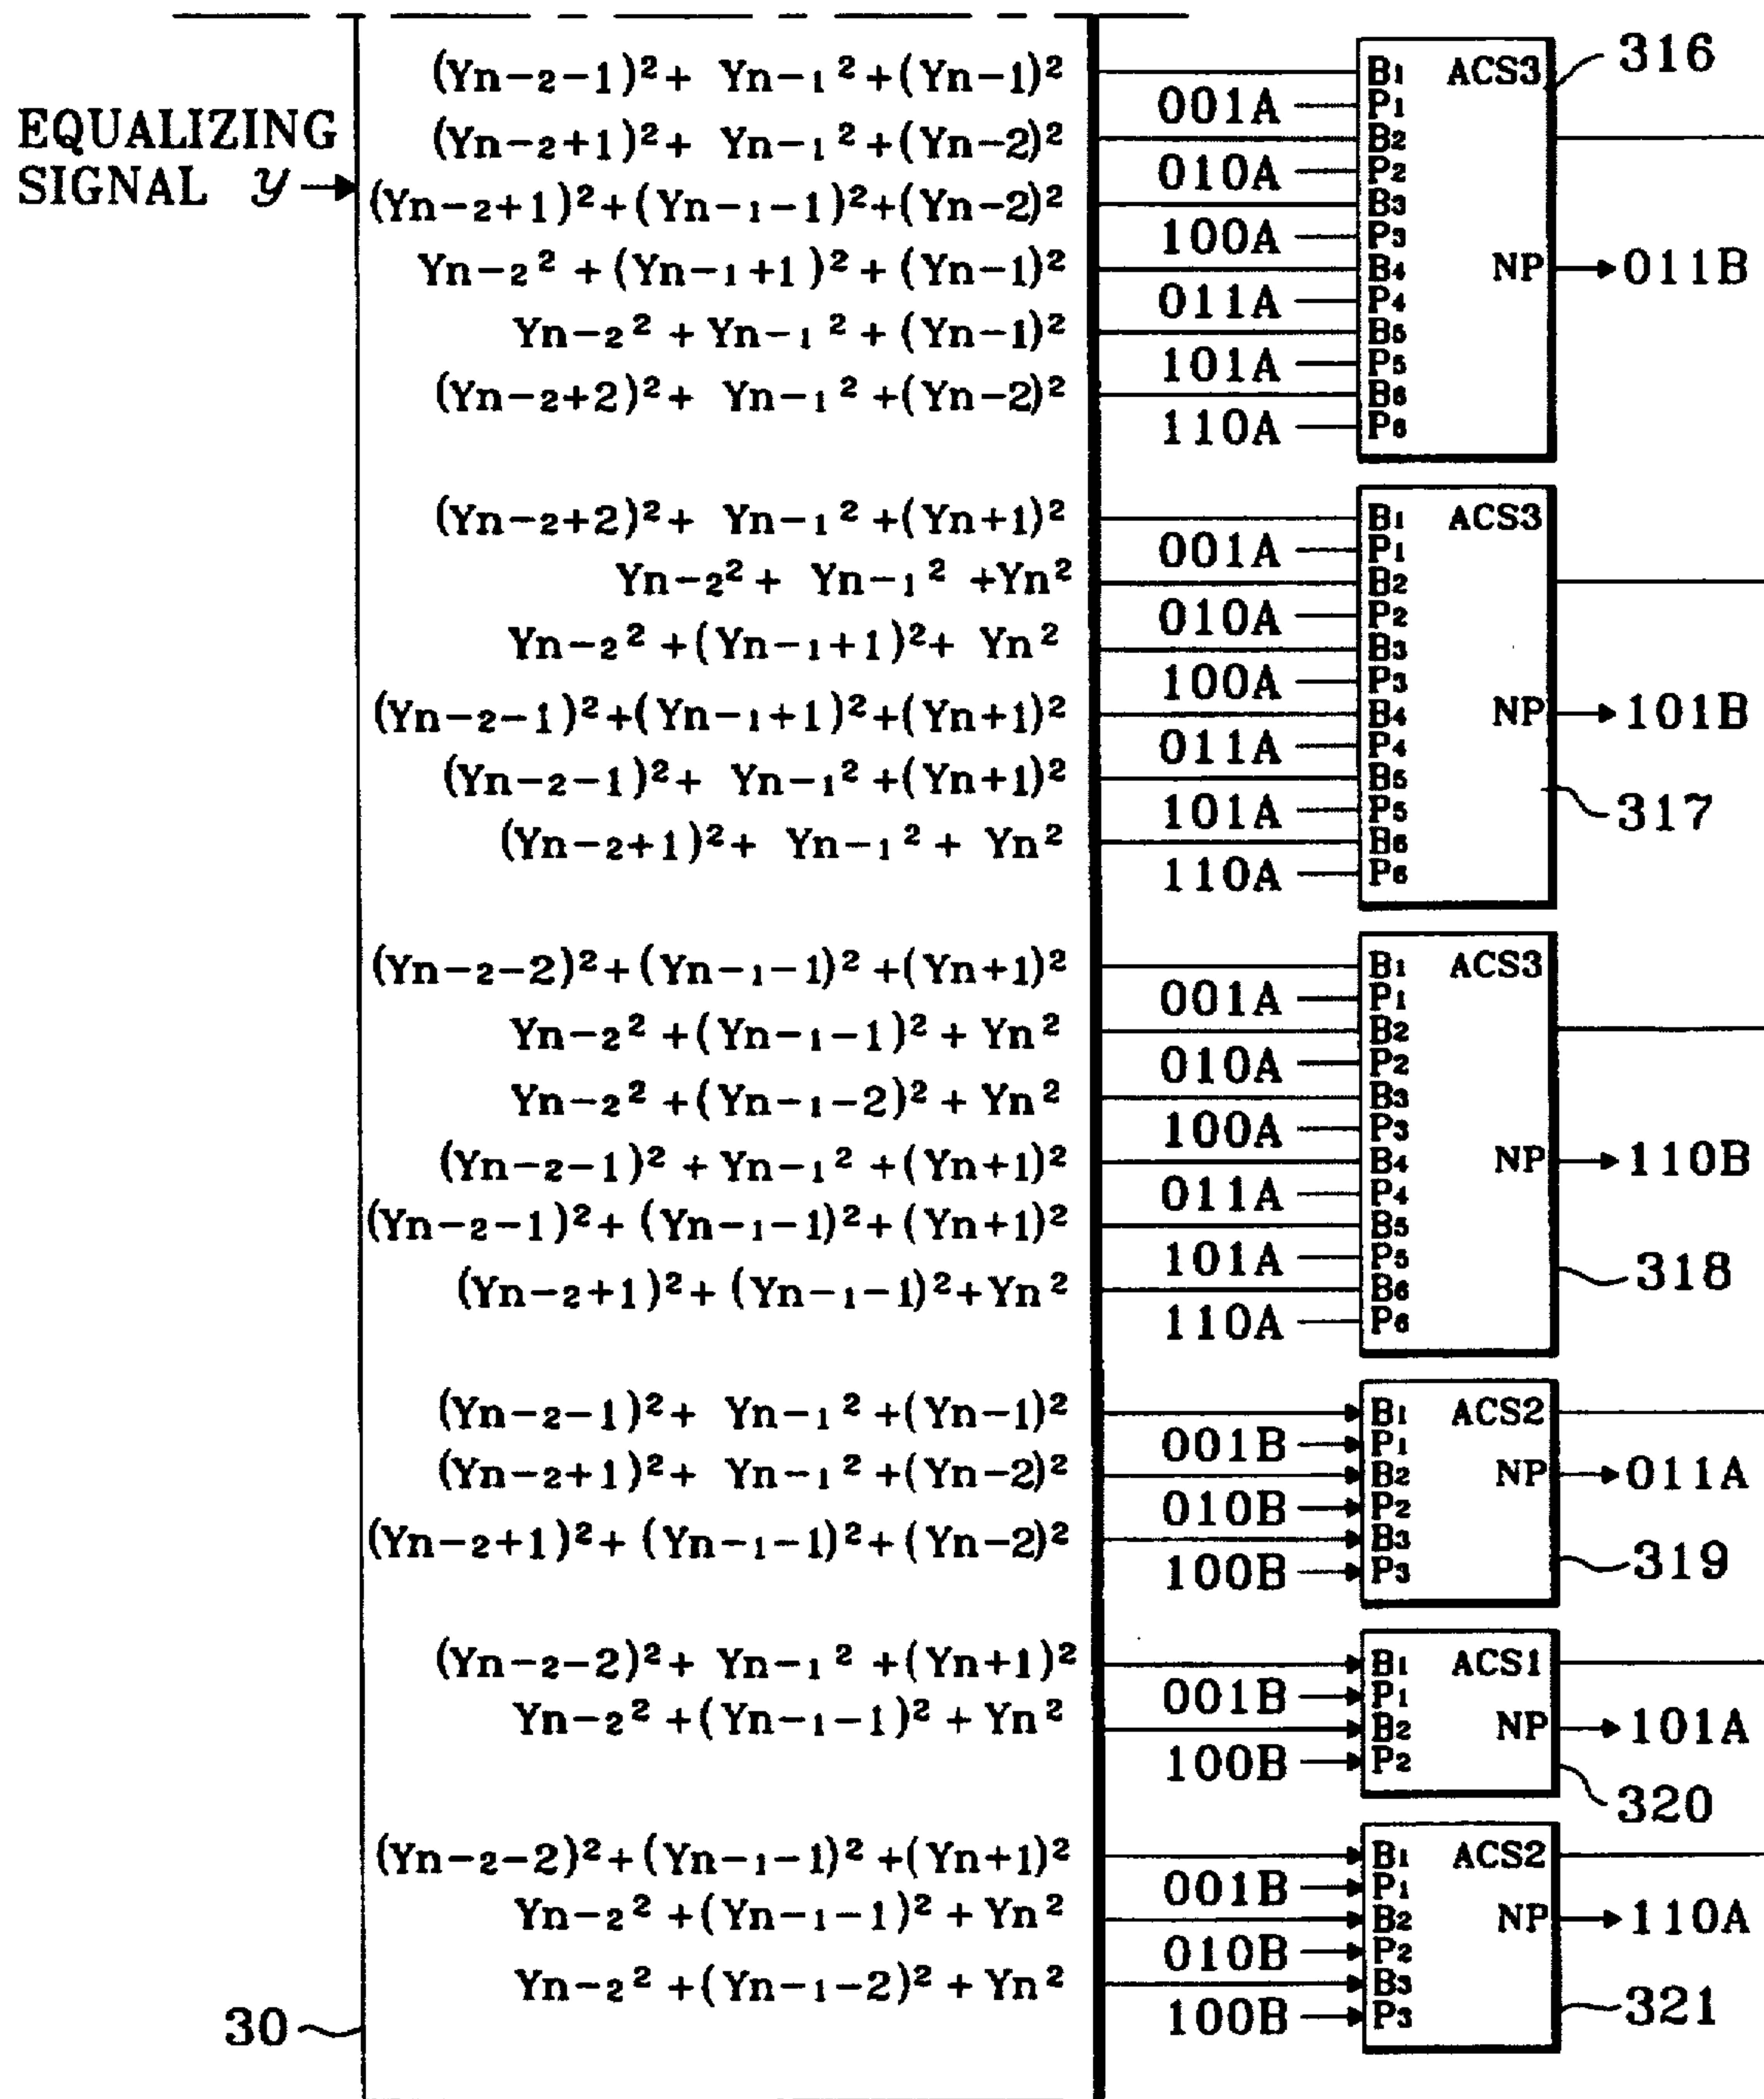 EQUALIZING
SIGNAL y
(Yn-2-1)²+ Yn-1² +(Yn-1)²
(Yn-2+1)²+ Yn-1² +(Yn-2)²
(Yn-2+1)²+(Yn-1-1)²+(Yn-2)²
Yn-2² +(Yn-1+1)² +(Yn-1)²
Yn-2² + Yn-1² +(Yn-1)²
(Yn-2+2)²+ Yn-1² +(Yn-2)²
001A
010A
100A
011A
101A
110A
B1 ACS3
P1
B2
P2
B3
P3
B4 NP
P4
B5
P5
B6
P6
316
011B
(Yn-2+2)²+ Yn-1² +(Yn+1)²
Yn-2² + Yn-1² +Yn²
Yn-2² +(Yn-1+1)²+ Yn²
(Yn-2-1)²+(Yn-1+1)²+(Yn+1)²
(Yn-2-1)²+ Yn-1² +(Yn+1)²
(Yn-2+1)²+ Yn-1² + Yn²
001A
010A
100A
011A
101A
110A
B1 ACS3
P1
B2
P2
B3
P3
B4 NP
P4
B5
P5
B6
P6
101B
317
(Yn-2-2)²+(Yn-1-1)² +(Yn+1)²
Yn-2² +(Yn-1-1)² + Yn²
Yn-2² +(Yn-1-2)² + Yn²
(Yn-2-1)² + Yn-1² +(Yn+1)²
(Yn-2-1)²+ (Yn-1-1)²+(Yn+1)²
(Yn-2+1)²+ (Yn-1-1)²+Yn²
001A
010A
100A
011A
101A
110A
B1 ACS3
P1
B2
P2
B3
P3
B4 NP
P4
B5
P5
B6
P6
110B
318
(Yn-2-1)²+ Yn-1² +(Yn-1)²
(Yn-2+1)²+ Yn-1² +(Yn-2)²
(Yn-2+1)²+ (Yn-1-1)²+(Yn-2)²
001B
010B
100B
B1 ACS2
P1
B2 NP
P2
B3
P3
011A
319
(Yn-2-2)²+ Yn-1² +(Yn+1)²
Yn-2² +(Yn-1-1)² + Yn²
001B
100B
B1 ACS1
P1
B2 NP
P2
101A
320
(Yn-2-2)²+(Yn-1-1)² +(Yn+1)²
Yn-2² +(Yn-1-1)² + Yn²
Yn-2² +(Yn-1-2)² + Yn²
001B
010B
100B
B1 ACS2
P1
B2 NP
P2
B3
P3
110A
321
30